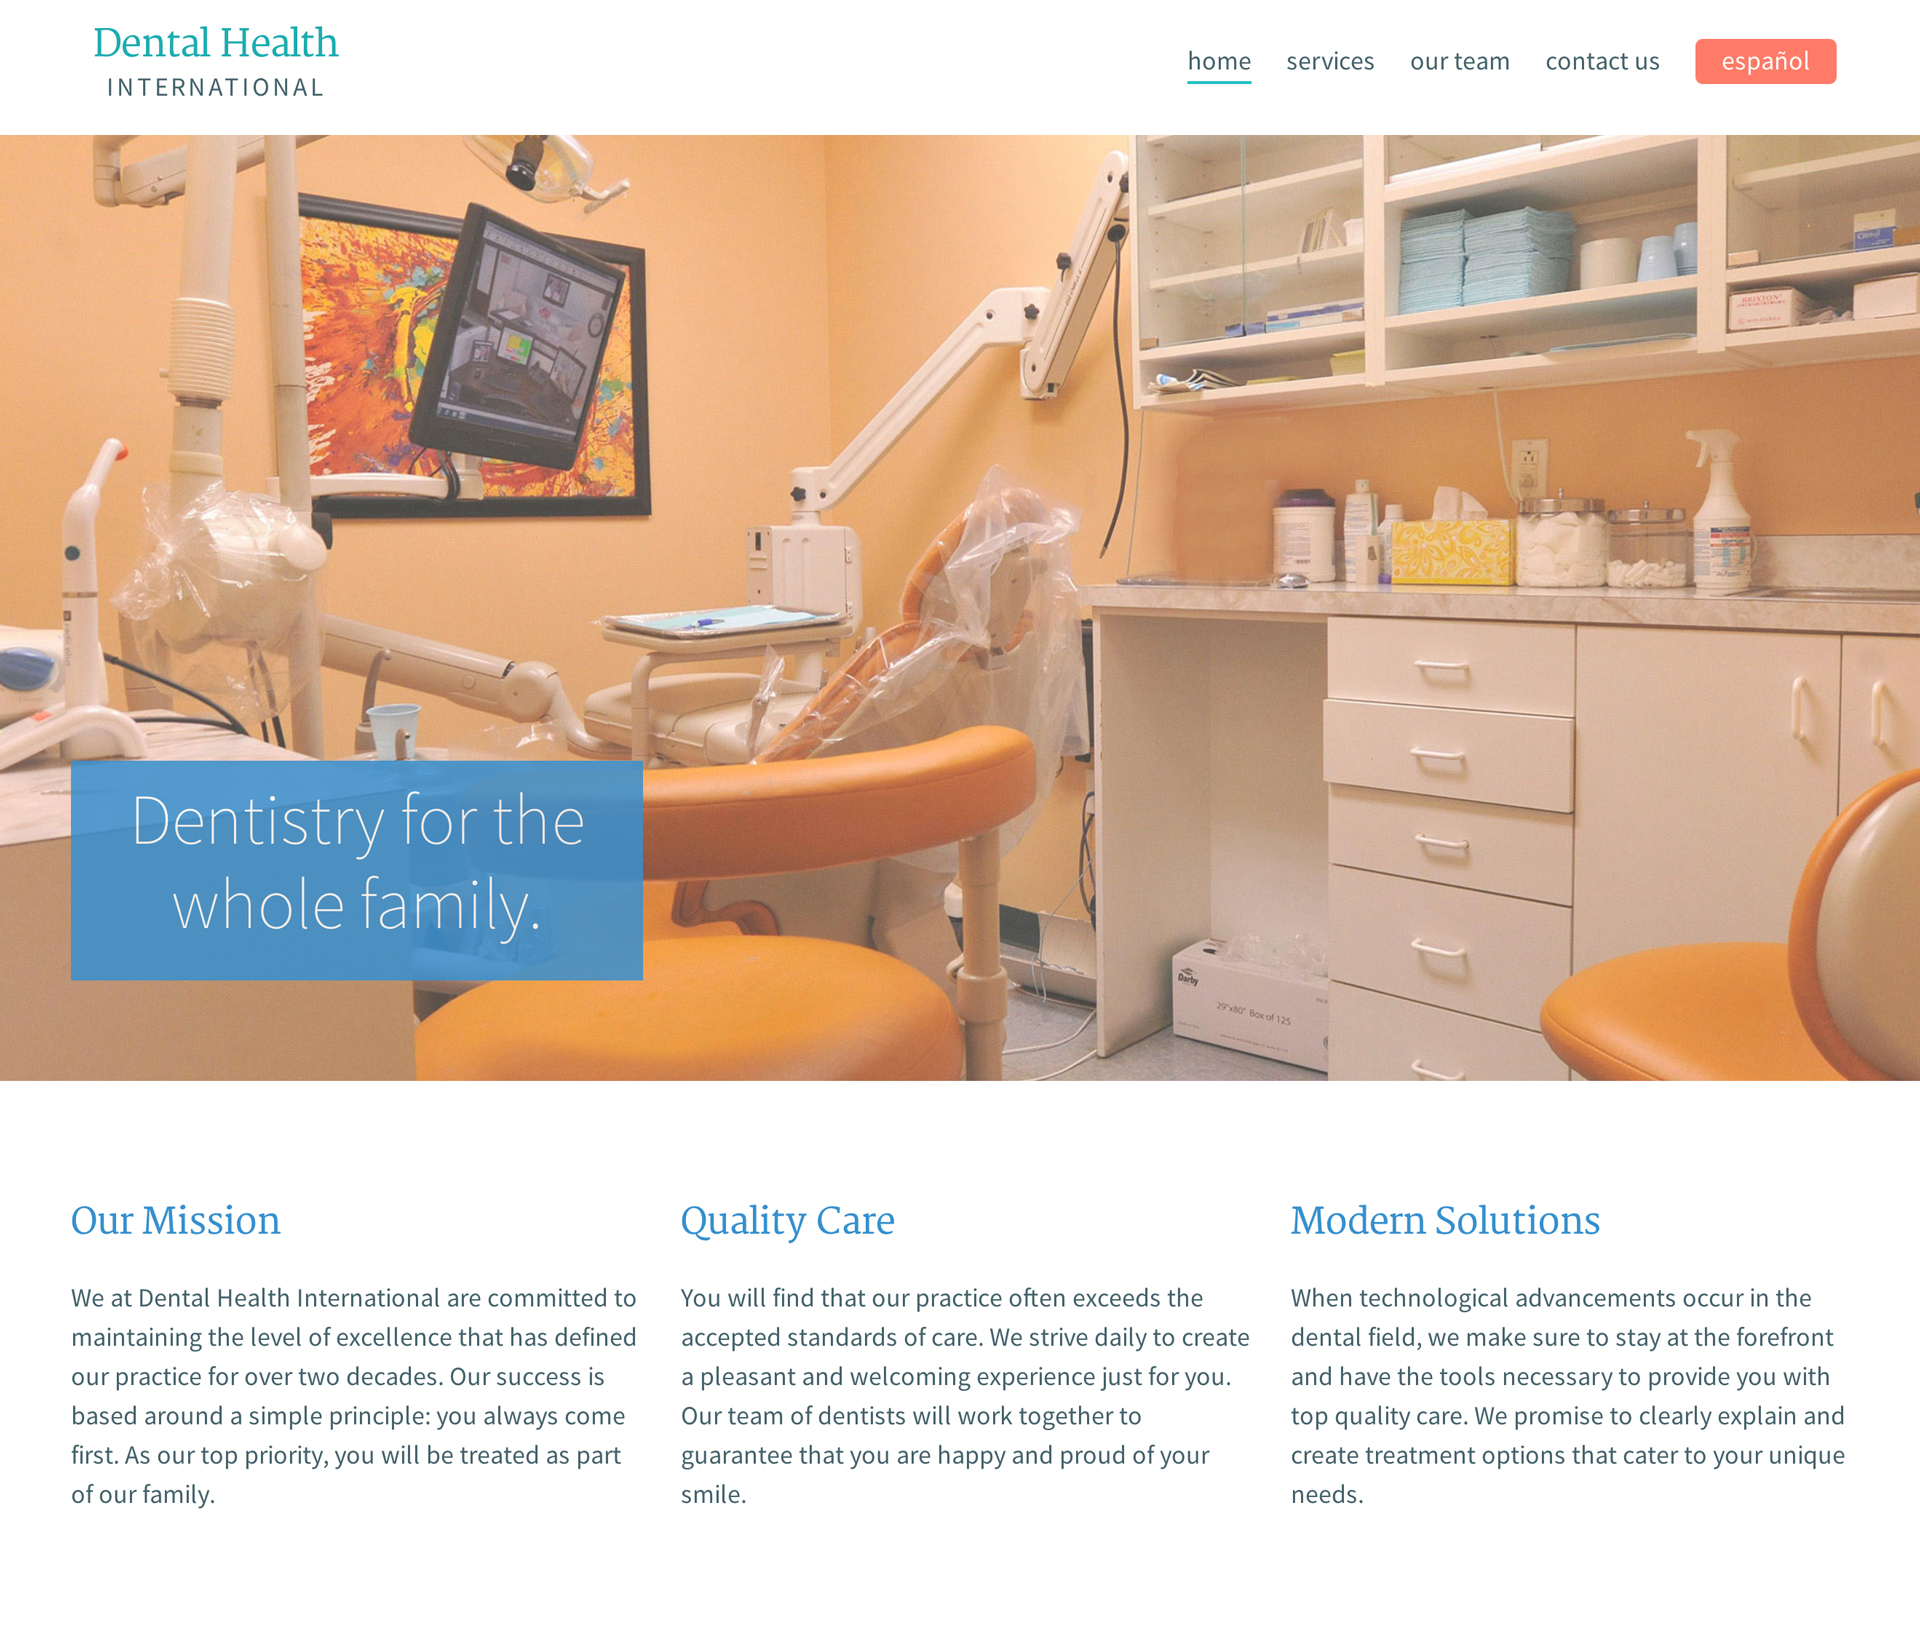 Dental Health
INTERNATIONAL
home services our team contact us español
BRIXTON
Dentistry for the
whole family.
Darby
29"x80" Box of 125
Our Mission
We at Dental Health International are committed to
maintaining the level of excellence that has defined
our practice for over two decades. Our success is
based around a simple principle: you always come
first. As our top priority, you will be treated as part
of our family.
Quality Care
You will find that our practice often exceeds the
accepted standards of care. We strive daily to create
a pleasant and welcoming experience just for you.
Our team of dentists will work together to
guarantee that you are happy and proud of your
smile.
Modern Solutions
When technological advancements occur in the
dental field, we make sure to stay at the forefront
and have the tools necessary to provide you with
top quality care. We promise to clearly explain and
create treatment options that cater to your unique
needs.